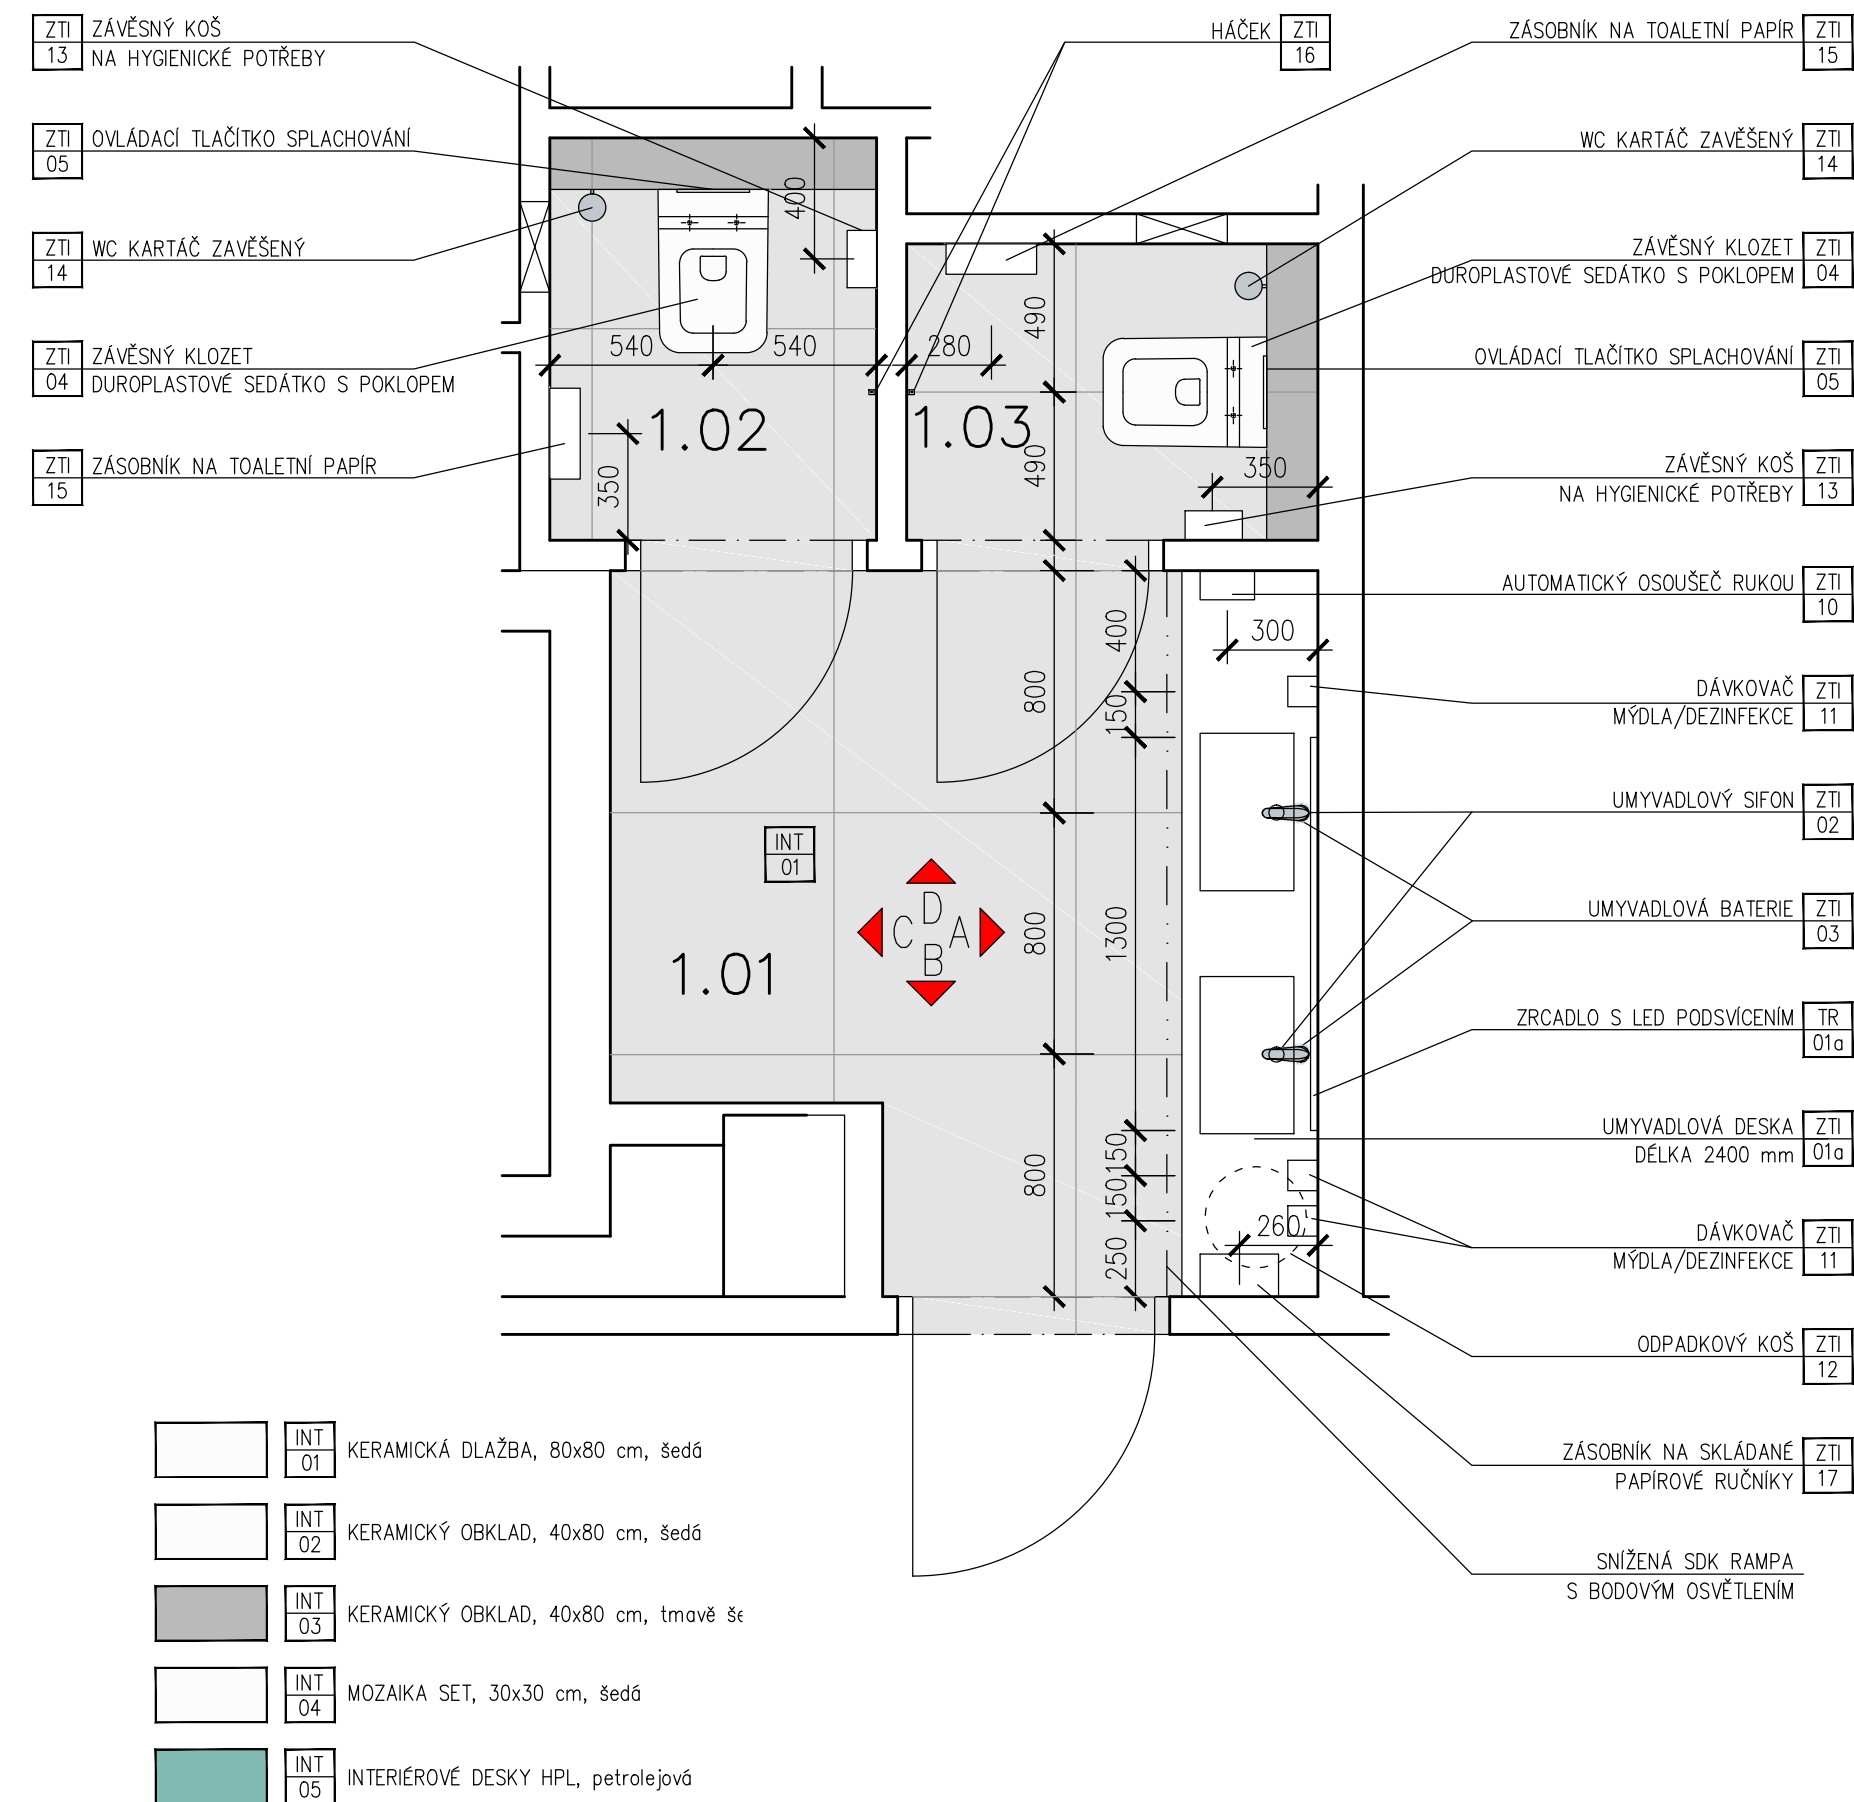 ZTI
13
ZÁVĚSNÝ KOŠ
NA HYGIENICKÉ POTŘEBY
ZTI
05
OVLÁDACÍ TLAČÍTKO SPLACHOVÁNÍ
ZTI
14
WC KARTÁČ ZAVĚŠENÝ
ZTI
04
ZÁVĚSNÝ KLOZET
DUROPLASTOVÉ SEDÁTKO S POKLOPEM
ZTI
15
ZÁSOBNÍK NA TOALETNÍ PAPÍR
HÁČEK
ZTI
16
ZÁSOBNÍK NA TOALETNÍ PAPÍR
ZTI
15
WC KARTÁČ ZAVĚŠENÝ
ZTI
14
ZÁVĚSNÝ KLOZET
DUROPLASTOVÉ SEDÁTKO S POKLOPEM
ZTI
04
OVLÁDACÍ TLAČÍTKO SPLACHOVÁNÍ
ZTI
05
ZÁVĚSNÝ KOŠ
NA HYGIENICKÉ POTŘEBY
ZTI
13
AUTOMATICKÝ OSOUŠEČ RUKOU
ZTI
10
DÁVKOVAČ
MÝDLA/DEZINFEKCE
ZTI
11
UMYVADLOVÝ SIFON
ZTI
02
UMYVADLOVÁ BATERIE
ZTI
03
ZRCADLO S LED PODSVÍCENÍM
TR
01a
UMYVADLOVÁ DESKA
DÉLKA 2400 mm
ZTI
01a
DÁVKOVAČ
MÝDLA/DEZINFEKCE
ZTI
11
ODPADKOVÝ KOŠ
ZTI
12
ZÁSOBNÍK NA SKLÁDANÉ
PAPÍROVÉ RUČNÍKY
ZTI
17
SNÍŽENÁ SDK RAMPA
S BODOVÝM OSVĚTLENÍM
400
540
540
280
490
1.02
1.03
490
350
350
400
300
800
150
INT
01
D
C A
B
800
1300
1.01
800
150
150
250
260
INT
01
KERAMICKÁ DLAŽBA, 80x80 cm, šedá
INT
02
KERAMICKÝ OBKLAD, 40x80 cm, šedá
INT
03
KERAMICKÝ OBKLAD, 40x80 cm, tmavě
INT
04
MOZAIKA SET, 30x30 cm, šedá
INT
05
INTERIÉROVÉ DESKY HPL, petrolejová